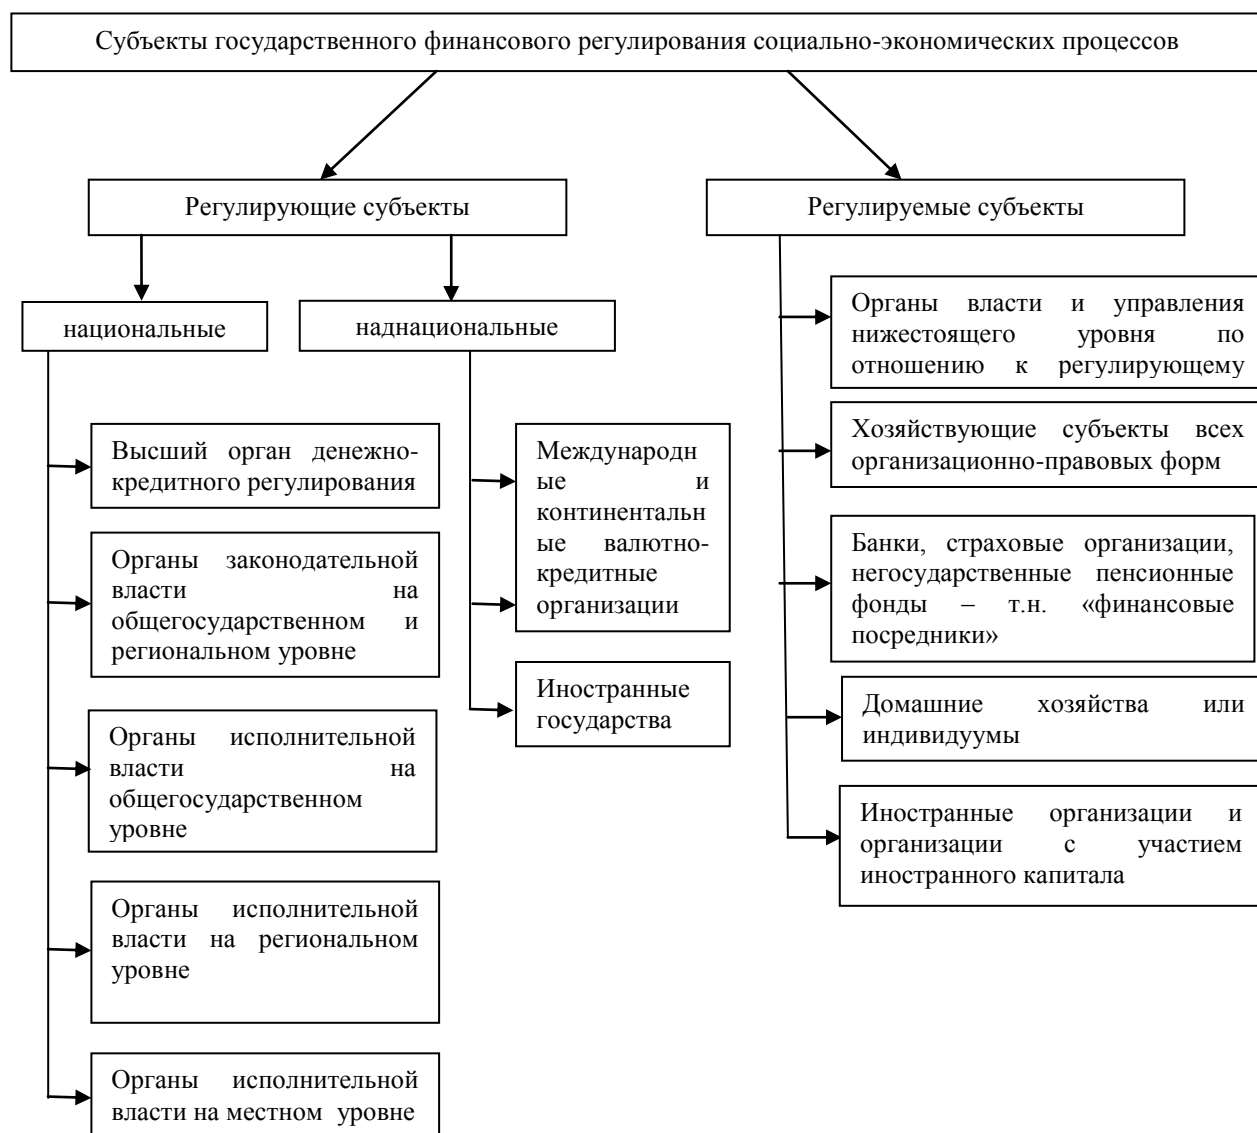 Субъекты государственного финансового регулирования социально-экономических процессов
Регулирующие субъекты
Регулируемые субъекты
национальные
наднациональные
Высший орган денежно-
кредитного регулирования
Органы законодательной
власти на
общегосударственном и
региональном уровне
Органы исполнительной
власти на
общегосударственном
уровне
Органы исполнительной
власти на региональном
уровне
Органы исполнительной
власти на местном уровне
Международн
ые и
континентальн
ые валютно-
кредитные
организации
Иностранные
государства
Органы власти и управления
нижестоящего уровня по
отношению к регулирующему
Хозяйствующие субъекты всех
организационно-правовых форм
Банки, страховые организации,
негосударственные пенсионные
фонды – т.н. «финансовые
посредники»
Домашние хозяйства или
индивидуумы
Иностранные организации и
организации с участием
иностранного капитала